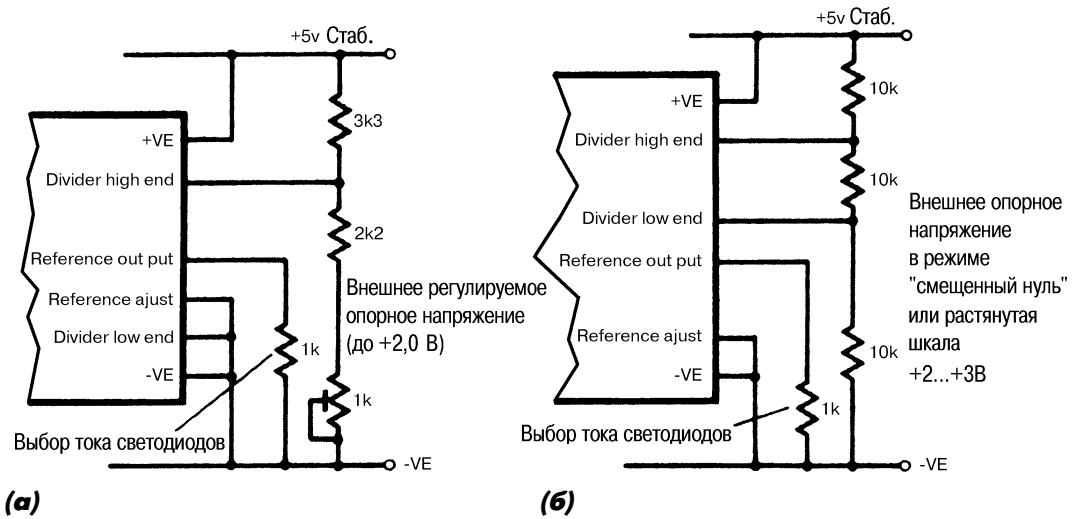 +5v Стаб.
+VE
3k3
Divider high end
2k2
Reference out put
Reference ajust
Divider low end
-VE
1k
Внешнее регулируемое
опорное напряжение
(до +2,0 В)
1k
Выбор тока светодиодов
-VE
(а)
+5v Стаб.
+VE
10k
Divider high end
10k
Divider low end
Reference out put
Внешнее опорное
напряжение
в режиме
"смещенный нуль"
или растянутая
шкала
+2...+3В
Reference ajust
10k
-VE
1k
Выбор тока светодиодов
-VE
(б)